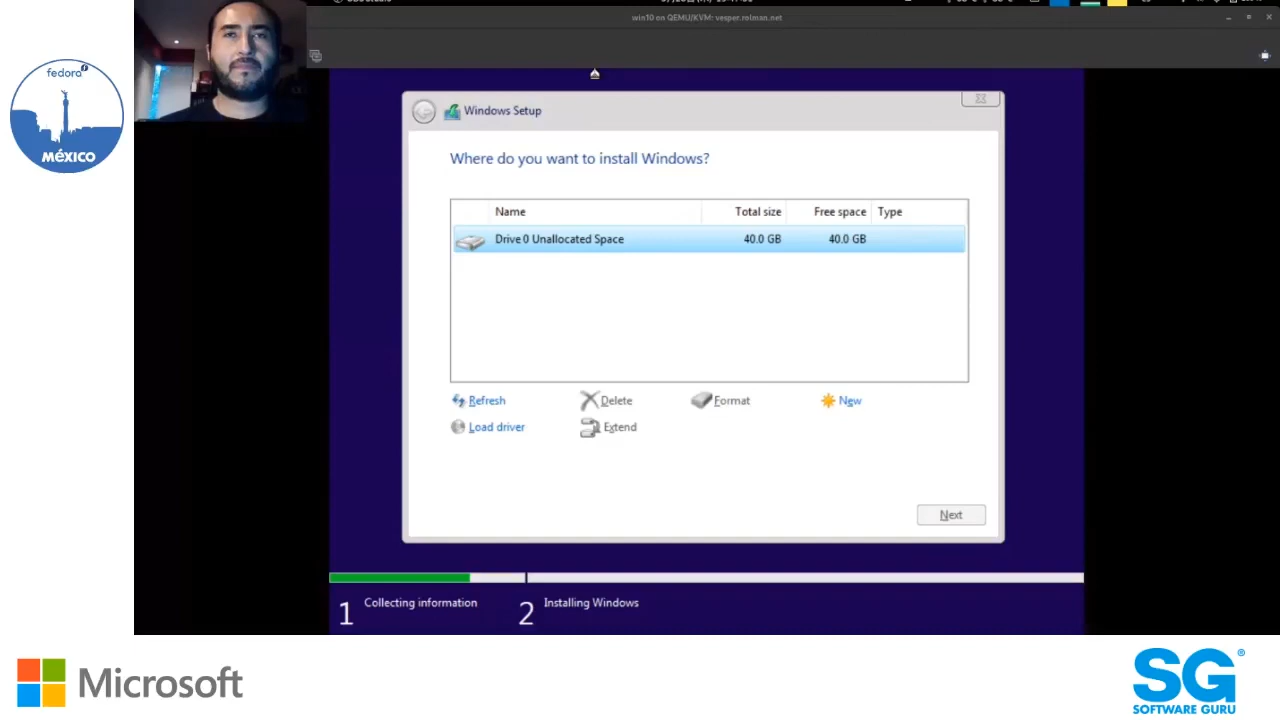 win10 on QEMU/KVM: vesper.rolman.net
fedora
MÉXICO
Windows Setup
Where do you want to install Windows?
Name Total size Free space Type
Drive 0 Unallocated Space 40.0 GB 40.0 GB
Refresh Delete Format New
Load driver Extend
Next
1 Collecting information 2 Installing Windows
Microsoft
SG®
SOFTWARE GURU